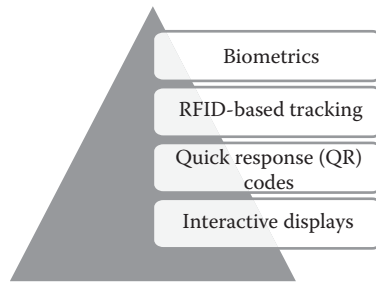 Biometrics
RFID-based tracking
Quick response (QR)
codes
Interactive displays